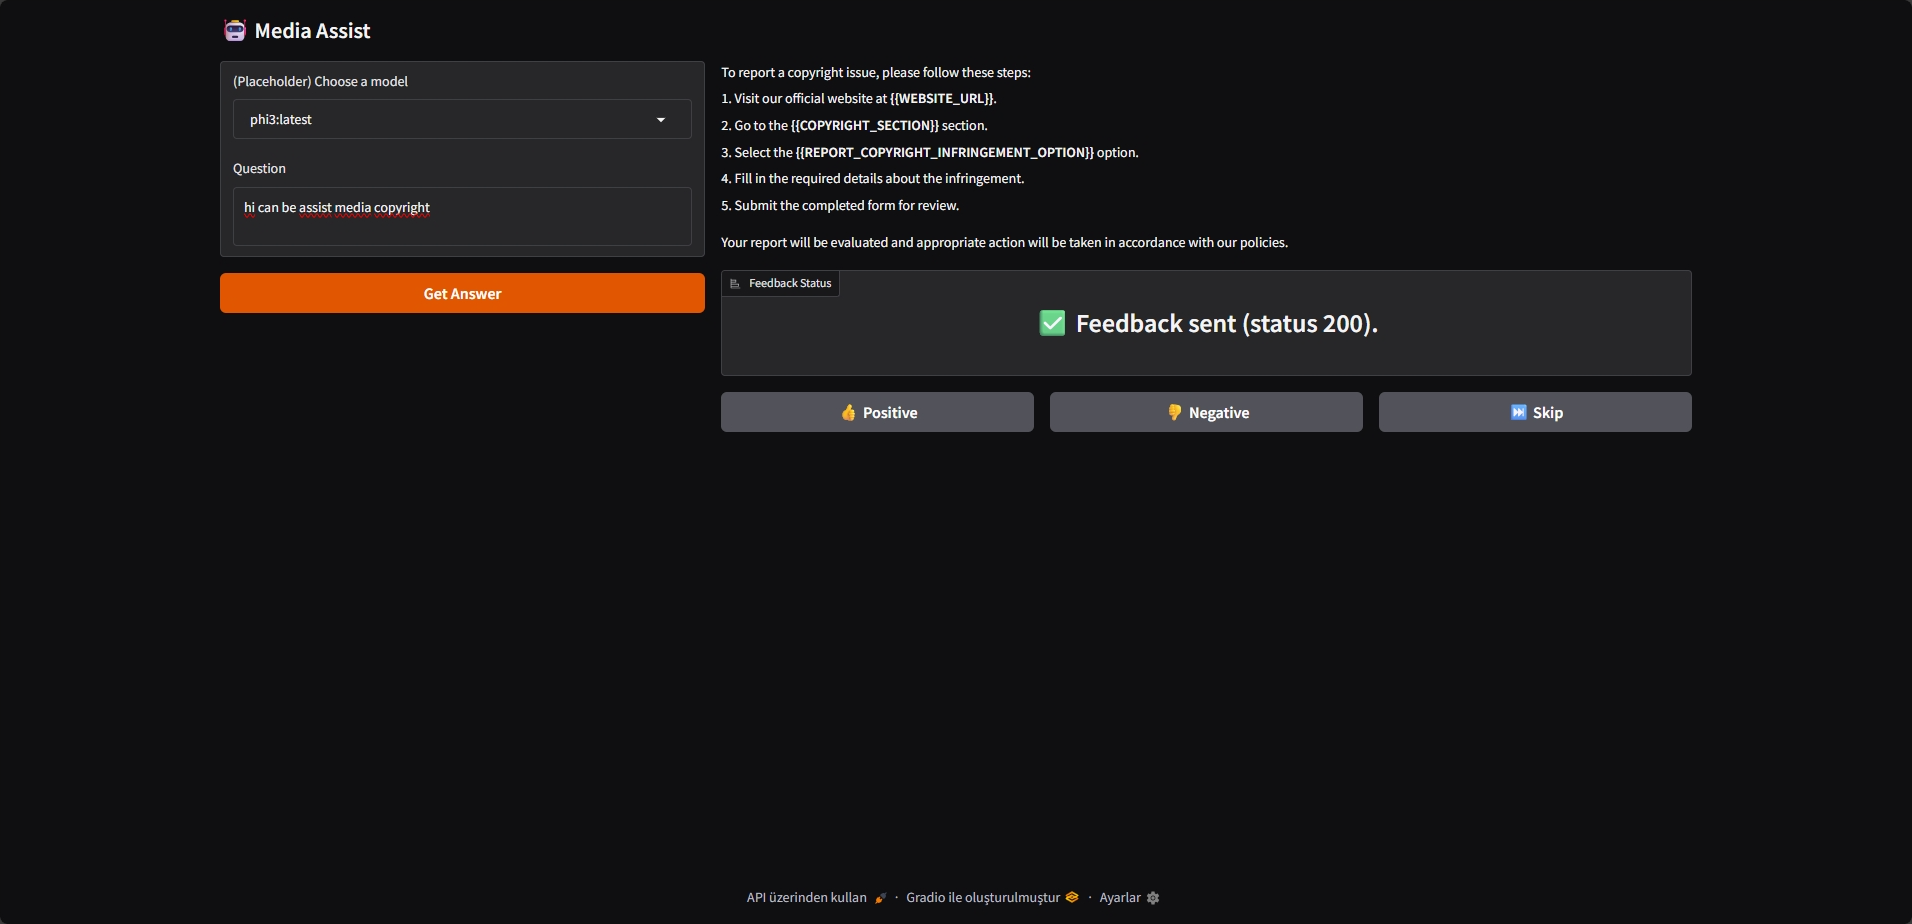 Media Assist
(Placeholder) Choose a model
phi3:latest
Question
hi can be assist media copyright
Get Answer
To report a copyright issue, please follow these steps:
1. Visit our official website at {{WEBSITE_URL}}.
2. Go to the {{COPYRIGHT_SECTION}} section.
3. Select the {{REPORT_COPYRIGHT_INFRINGEMENT_OPTION}} option.
4. Fill in the required details about the infringement.
5. Submit the completed form for review.
Your report will be evaluated and appropriate action will be taken in accordance with our policies.
Feedback Status
✅ Feedback sent (status 200).
👍 Positive
👎 Negative
⏭️ Skip
API üzerinden kullan 🚀 · Gradio ile oluşturulmuştur · Ayarlar